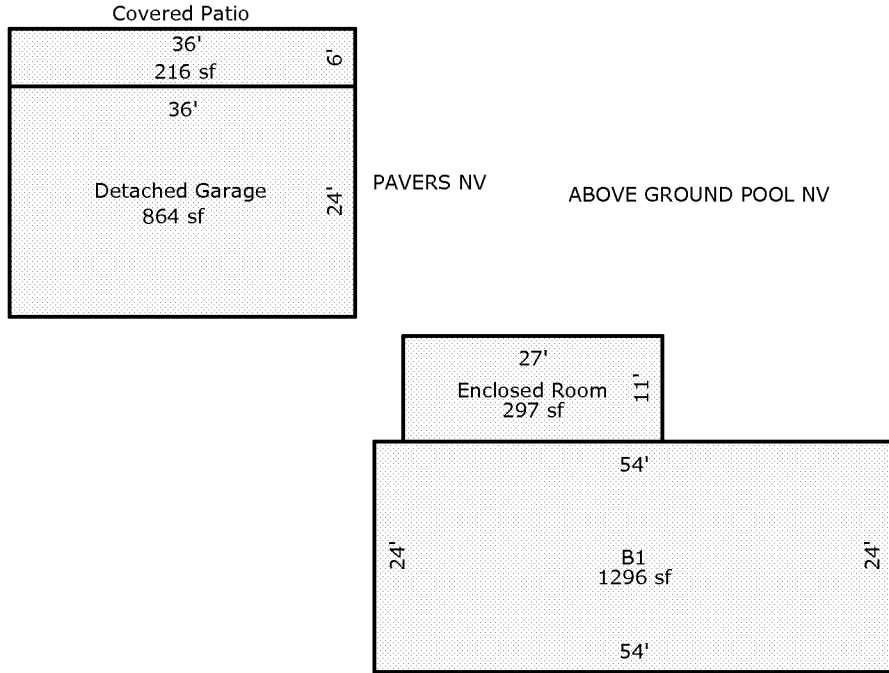 Covered Patio
36'
6'
216 sf
36'
Detached Garage
864 sf
24'
PAVERS NV
ABOVE GROUND POOL NV
27'
Enclosed Room
297 sf
11'
54'
24'
B1
1296 sf
24'
54'